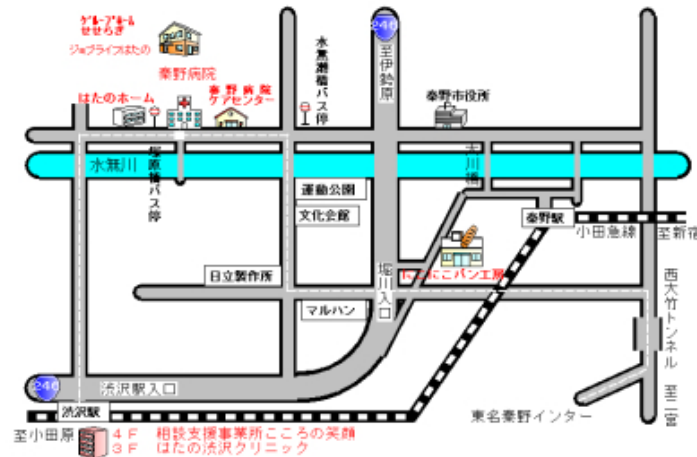 グループホーム
せせらぎ
ジョブライフはたの
秦野病院
はたのホーム
秦野病院
ケアセンター
水無瀬橋バス停
246
至伊勢原
秦野市役所
水無川
塚原橋バス停
運動公園
文化会館
大川橋
秦野駅
小田急線
至新宿
にこにこパン工房
日立製作所
マルハン
堀川入口
西大竹トンネル
至二宮
246
渋沢駅入口
渋沢駅
至小田原
東名秦野インター
4F 相談支援事業所こころの笑顔
3F はたの渋沢クリニック